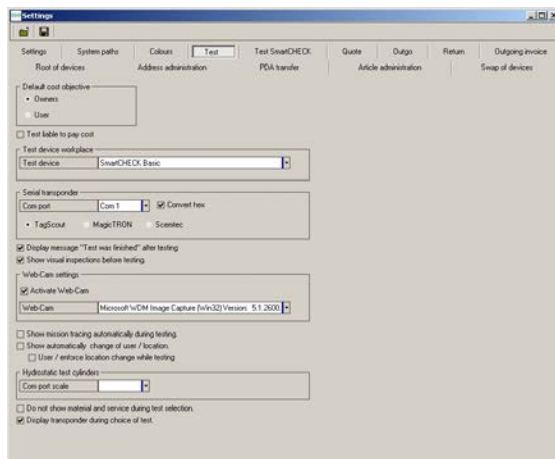 Settings
Settings System paths Colours Test Test SmartCHECK Quote Outgo Return Outgoing invoice
Root of devices Address administration PDA transfer Article administration Swap of devices
Default cost objective
Owners
User
Test liable to pay cost
Test device workplace
Test device SmartCHECK Basic
Serial transponder
Com port Com 1 Convert hex
TagScout MagicTRON Scemtec
Display message "Test was finished" after testing
Show visual inspections before testing.
Web-Cam settings
Activate Web-Cam
Web-Cam Microsoft WDM Image Capture (Win32) Version: 5.1.2600.
Show mission tracing automatically during testing.
Show automatically change of user / location.
User / enforce location change while testing
Hydrostatic test cylinders
Com port scale
Do not show material and service during test selection.
Display transponder during choice of test.